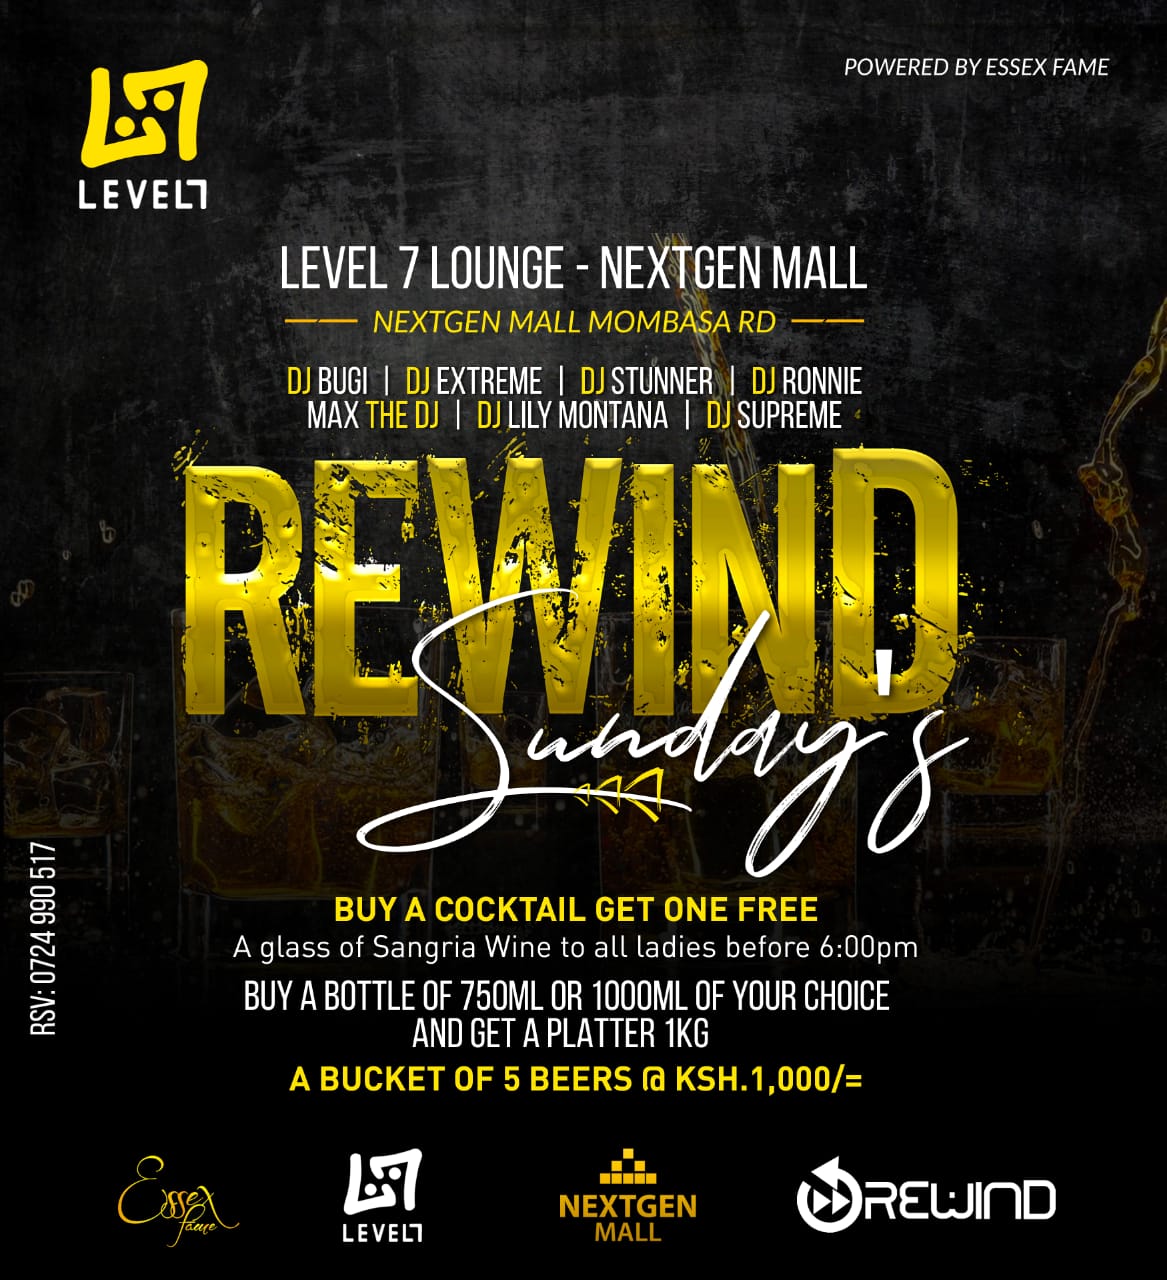 LEVEL7
POWERED BY ESSEX FAME
LEVEL 7 LOUNGE - NEXTGEN MALL
NEXTGEN MALL MOMBASA RD
DJ BUGI | DJ EXTREME | DJ STUNNER | DJ RONNIE
MAX THE DJ | DJ LILY MONTANA | DJ SUPREME
REWIND
Sunday's
RSV: 0724 990 517
BUY A COCKTAIL GET ONE FREE
A glass of Sangria Wine to all ladies before 6:00pm
BUY A BOTTLE OF 750ML OR 1000ML OF YOUR CHOICE
AND GET A PLATTER 1KG
A BUCKET OF 5 BEERS @ KSH.1,000/=
Essex
fame
LEVEL7
NEXTGEN
MALL
REWIND